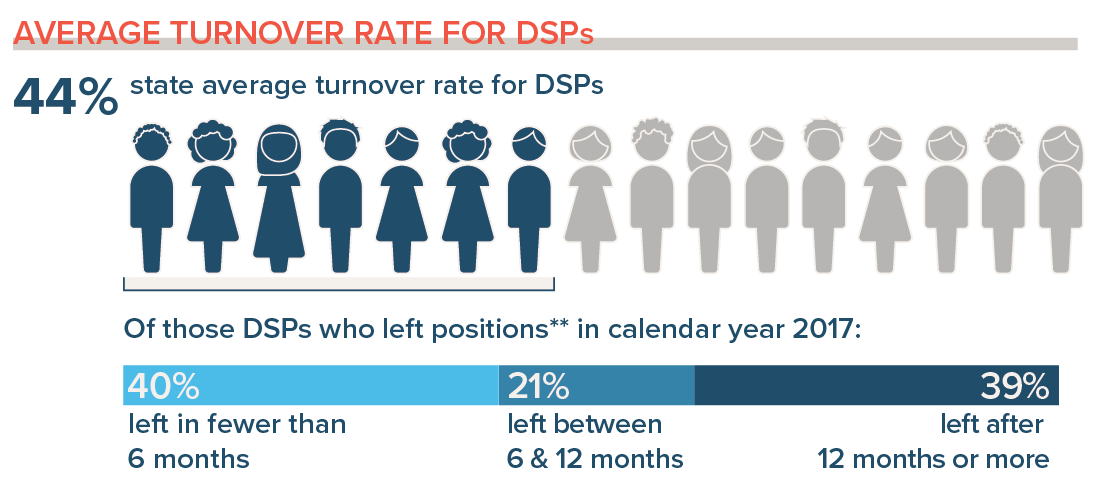 AVERAGE TURNOVER RATE FOR DSPs
44% state average turnover rate for DSPs
Of those DSPs who left positions** in calendar year 2017:
40% 21% 39%
left in fewer than left between left after
6 months 6 & 12 months 12 months or more